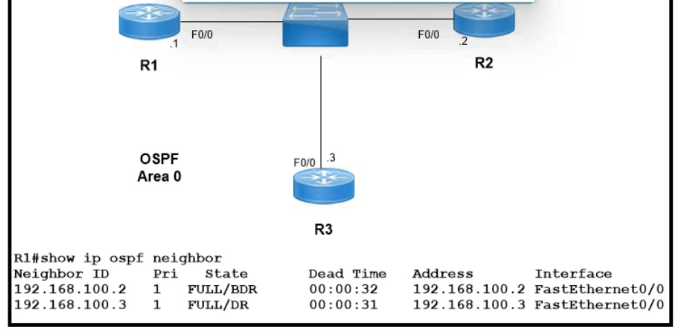 F0/0
.1
R1
F0/0
.2
R2
OSPF
Area 0
F0/0
.3
R3
R1#show ip ospf neighbor
Neighbor ID Pri State Dead Time Address Interface
192.168.100.2 1 FULL/BDR 00:00:32 192.168.100.2 FastEthernet0/0
192.168.100.3 1 FULL/DR 00:00:31 192.168.100.3 FastEthernet0/0